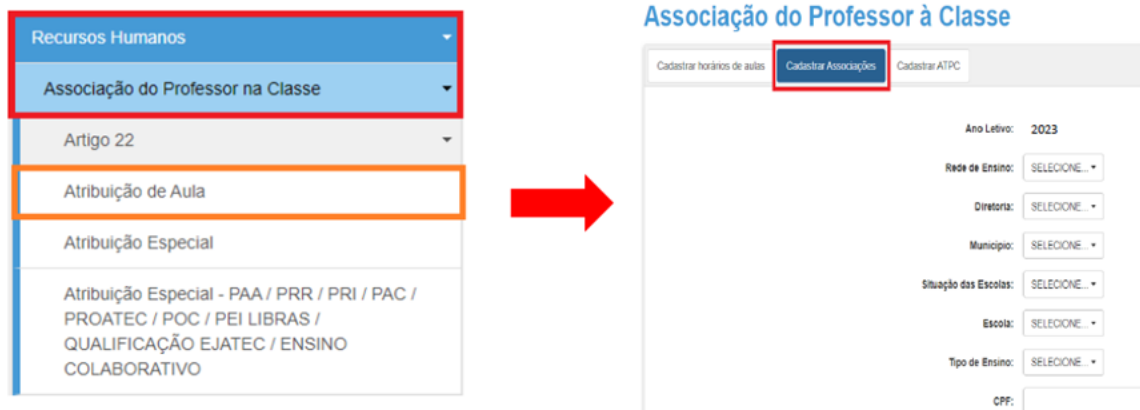 Recursos Humanos
Associação do Professor na Classe
Artigo 22
Atribuição de Aula
Atribuição Especial
Atribuição Especial - PAA / PRR / PRI / PAC /
PROATEC / POC / PEI LIBRAS /
QUALIFICAÇÃO EJATEC / ENSINO
COLABORATIVO
Associação do Professor à Classe
Cadastrar horários de aulas Cadastrar Associações Cadastrar ATPC
Ano Letivo: 2023
Rede de Ensino: SELECIONE...
Diretoria: SELECIONE...
Município: SELECIONE...
Situação das Escolas: SELECIONE...
Escola: SELECIONE...
Tipo de Ensino: SELECIONE...
CPF: